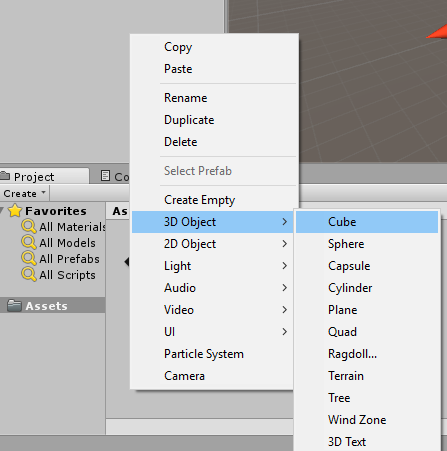 Copy
Paste
Rename
Duplicate
Delete
Select Prefab
Create Empty
3D Object
2D Object
Light
Audio
Video
UI
Particle System
Camera
Cube
Sphere
Capsule
Cylinder
Plane
Quad
Ragdoll...
Terrain
Tree
Wind Zone
3D Text
Project
Co
Create
Favorites
All Materials
All Models
All Prefabs
All Scripts
Assets
As